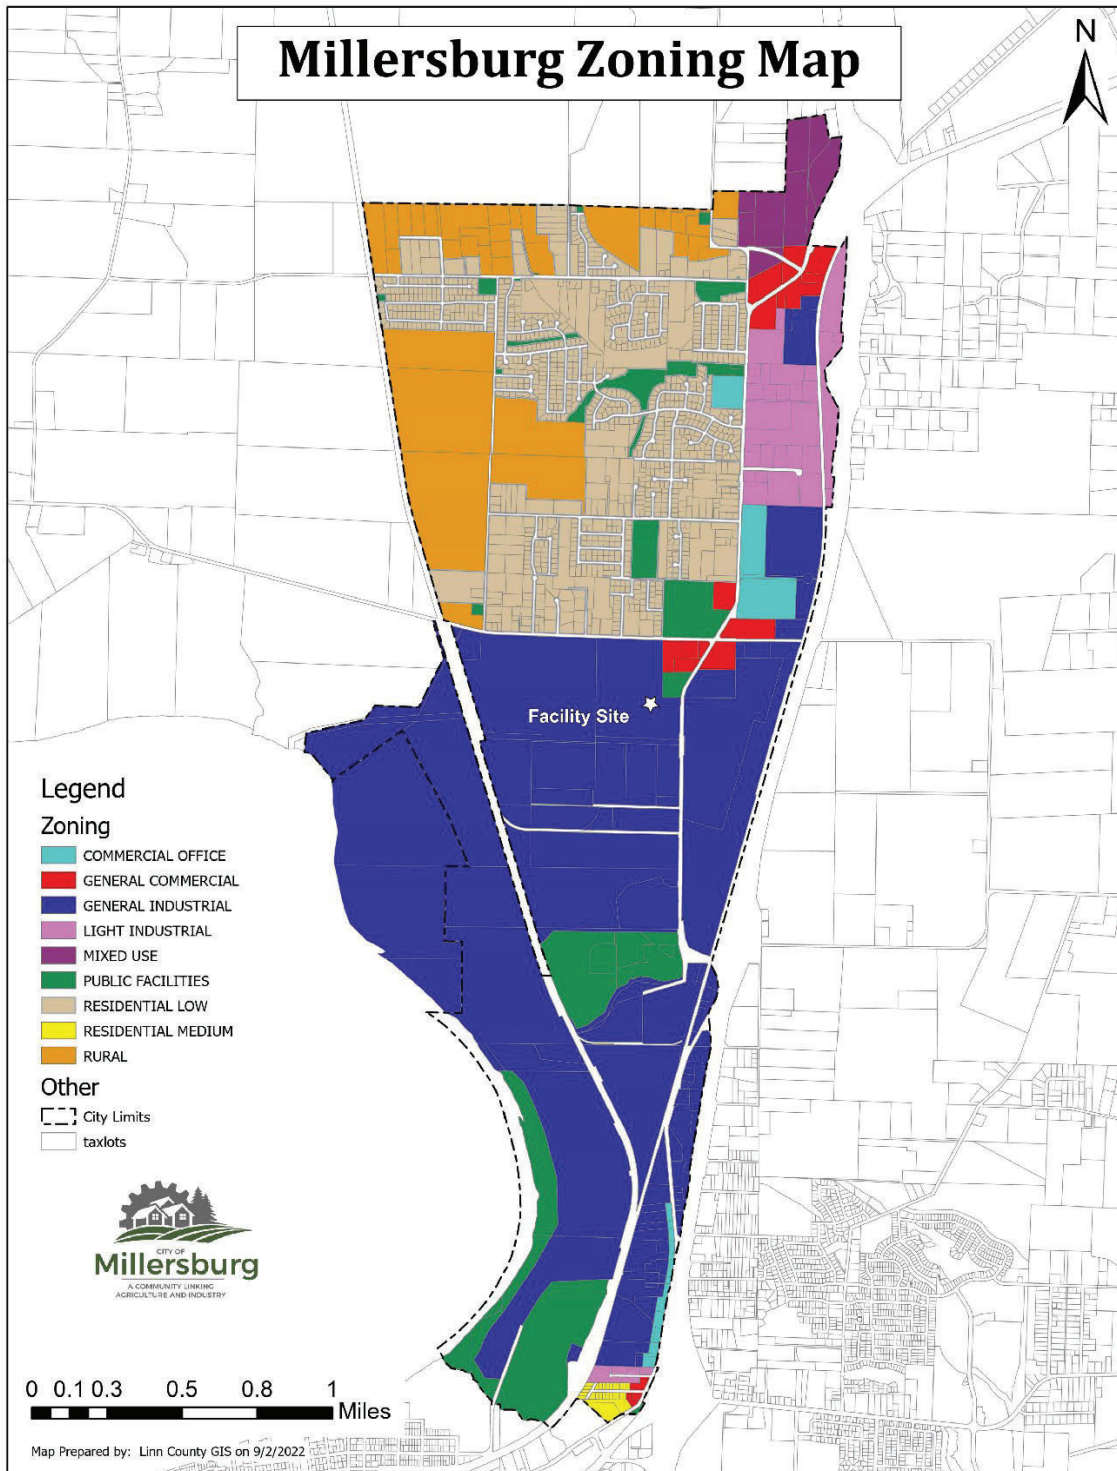 Millersburg Zoning Map
N
Facility Site
Legend
Zoning
COMMERCIAL OFFICE
GENERAL COMMERCIAL
GENERAL INDUSTRIAL
LIGHT INDUSTRIAL
MIXED USE
PUBLIC FACILITIES
RESIDENTIAL LOW
RESIDENTIAL MEDIUM
RURAL
Other
City Limits
taxlots
CITY OF
Millersburg
A COMMUNITY LINKING
AGRICULTURE AND INDUSTRY
0 0.1 0.3 0.5 0.8 1
Miles
Map Prepared by: Linn County GIS on 9/2/2022